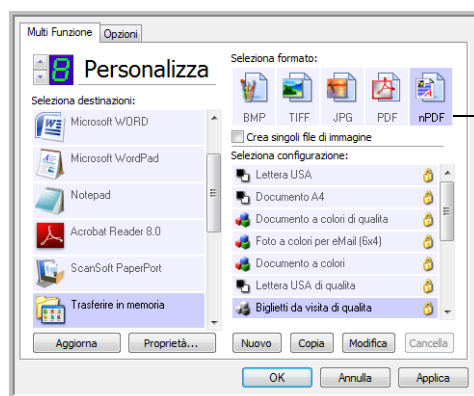 Multi Funzione
Opzioni
8
Personalizza
Seleziona destinazioni:
Microsoft WORD
Microsoft WordPad
Notepad
Acrobat Reader 8.0
ScanSoft PaperPort
Trasferire in memoria
Aggiorna
Proprietà...
Seleziona formato:
BMP
TIFF
JPG
PDF
nPDF
Crea singoli file di immagine
Seleziona configurazione:
Lettera USA
Documento A4
Documento a colori di qualita
Foto a colori per eMail (6x4)
Documento a colori
Lettera USA di qualita
Biglietti da visita di qualita
Nuovo
Copia
Modifica
Cancella
OK
Annulla
Applica